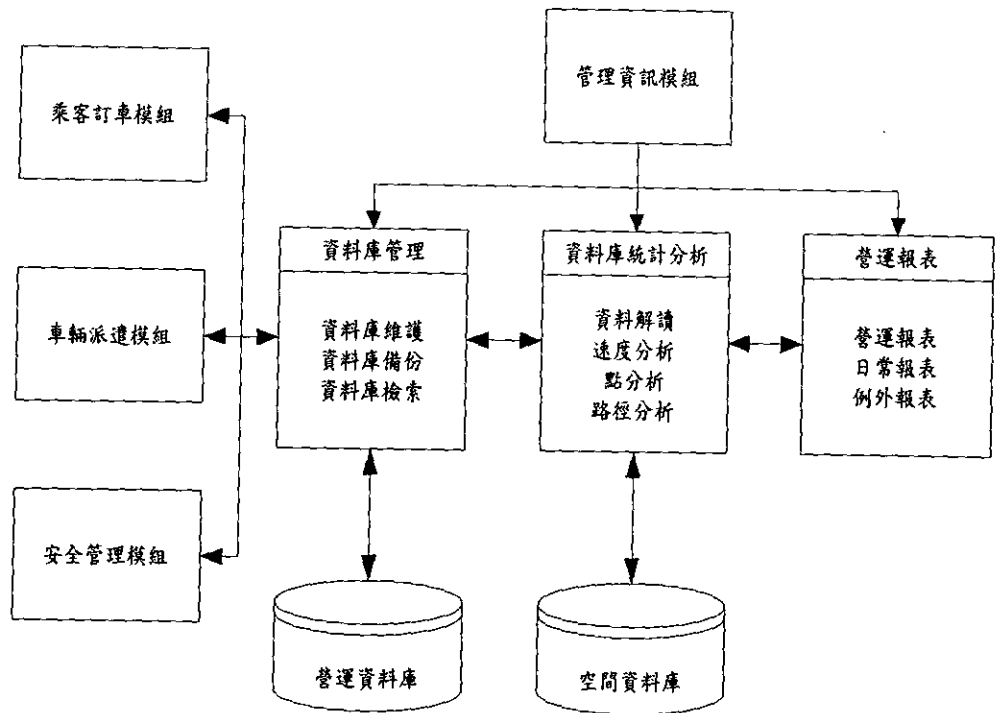 管理資訊模組
乘客訂車模組
資料庫管理
資料庫維護
資料庫備份
資料庫檢索
資料庫統計分析
資料解讀
速度分析
點分析
路徑分析
營運報表
營運報表
日常報表
例外報表
車輛派遣模組
安全管理模組
營運資料庫
空間資料庫